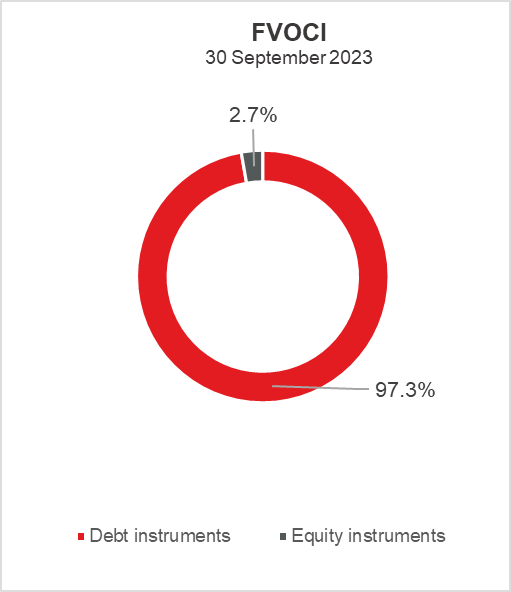 FVOCI
30 September 2023
2.7%
97.3%
Debt instruments
Equity instruments